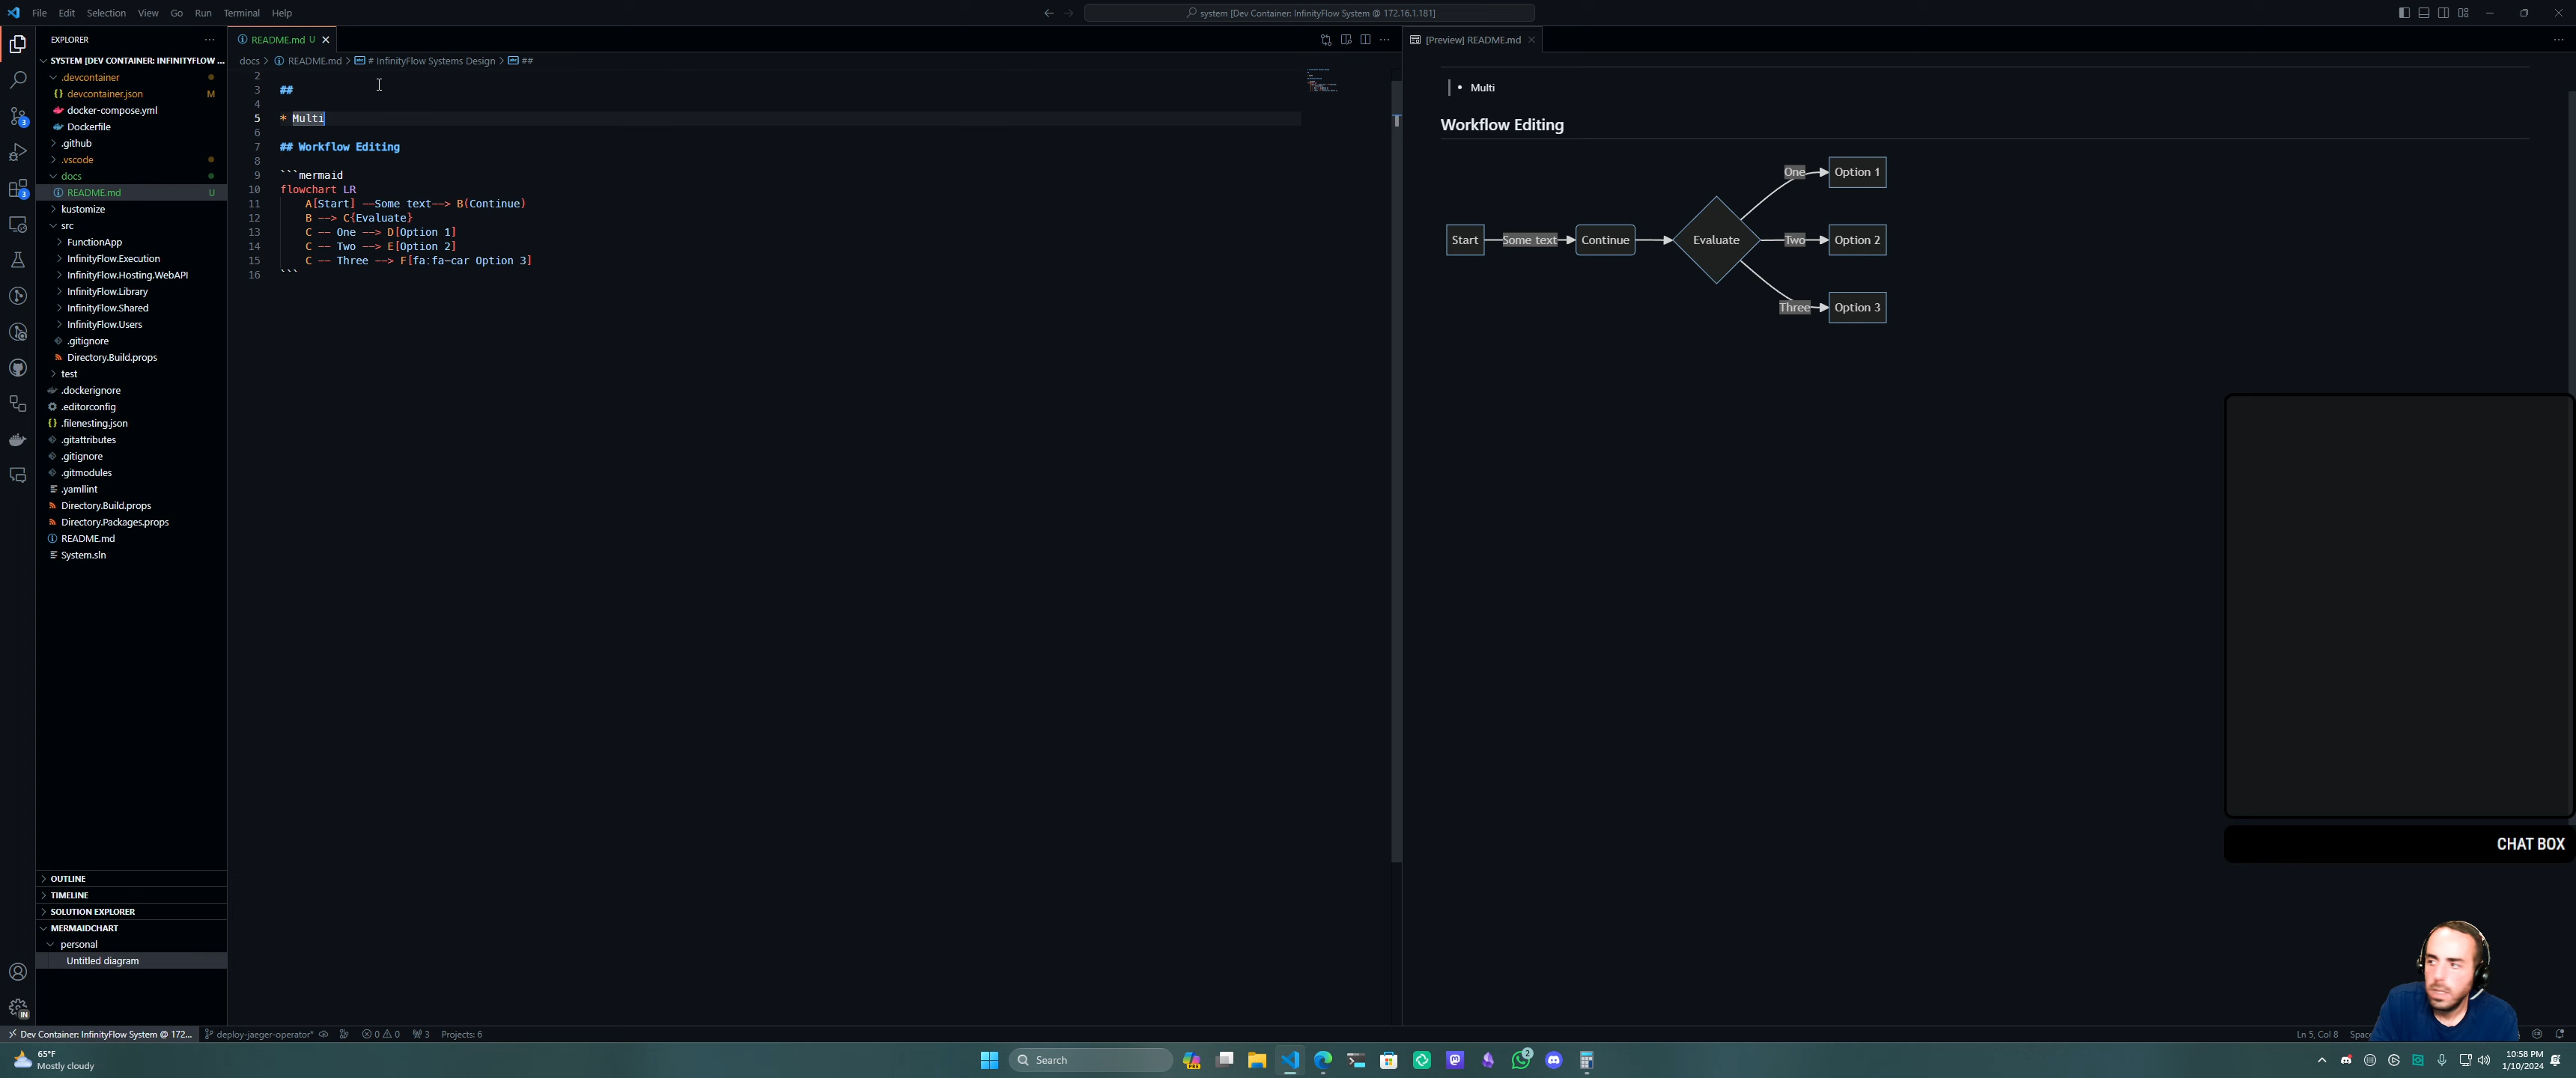 File Edit Selection View Go Run Terminal Help
system [Dev Container: InfinityFlow System @ 172.16.1.181]
EXPLORER
SYSTEM [DEV CONTAINER: INFINITYFLOW ...
.devcontainer
devcontainer.json M
docker-compose.yml
Dockerfile
.github
.vscode
docs
README.md U
kustomize
src
FunctionApp
InfinityFlow.Execution
InfinityFlow.Hosting.WebAPI
InfinityFlow.Library
InfinityFlow.Shared
InfinityFlow.Users
.gitignore
Directory.Build.props
test
.dockerignore
.editorconfig
.filenesting.json
.gitattributes
.gitignore
.gitmodules
.yamllint
Directory.Build.props
Directory.Packages.props
README.md
System.sln
OUTLINE
TIMELINE
SOLUTION EXPLORER
MERMAIDCHART
personal
Untitled diagram
3
3
IN
README.md U
docs > README.md > # InfinityFlow Systems Design > ##
2
3 ##
4
5 * Multi
6
7 ## Workflow Editing
8
9 ```mermaid
10 flowchart LR
11 A[Start] --Some text--> B(Continue)
12 B --> C{Evaluate}
13 C -- One --> D[Option 1]
14 C -- Two --> E[Option 2]
15 C -- Three --> F[fa:fa-car Option 3]
16 ```
[Preview] README.md
• Multi
Workflow Editing
One Option 1
Start Some text Continue Evaluate Two Option 2
Three Option 3
CHAT BOX
Dev Container: InfinityFlow System @ 172... deploy-jaeger-operator* 0 0 3 Projects: 6
Ln 5, Col 8 Spac
65°F
Mostly cloudy
Search
2
10:58 PM
1/10/2024